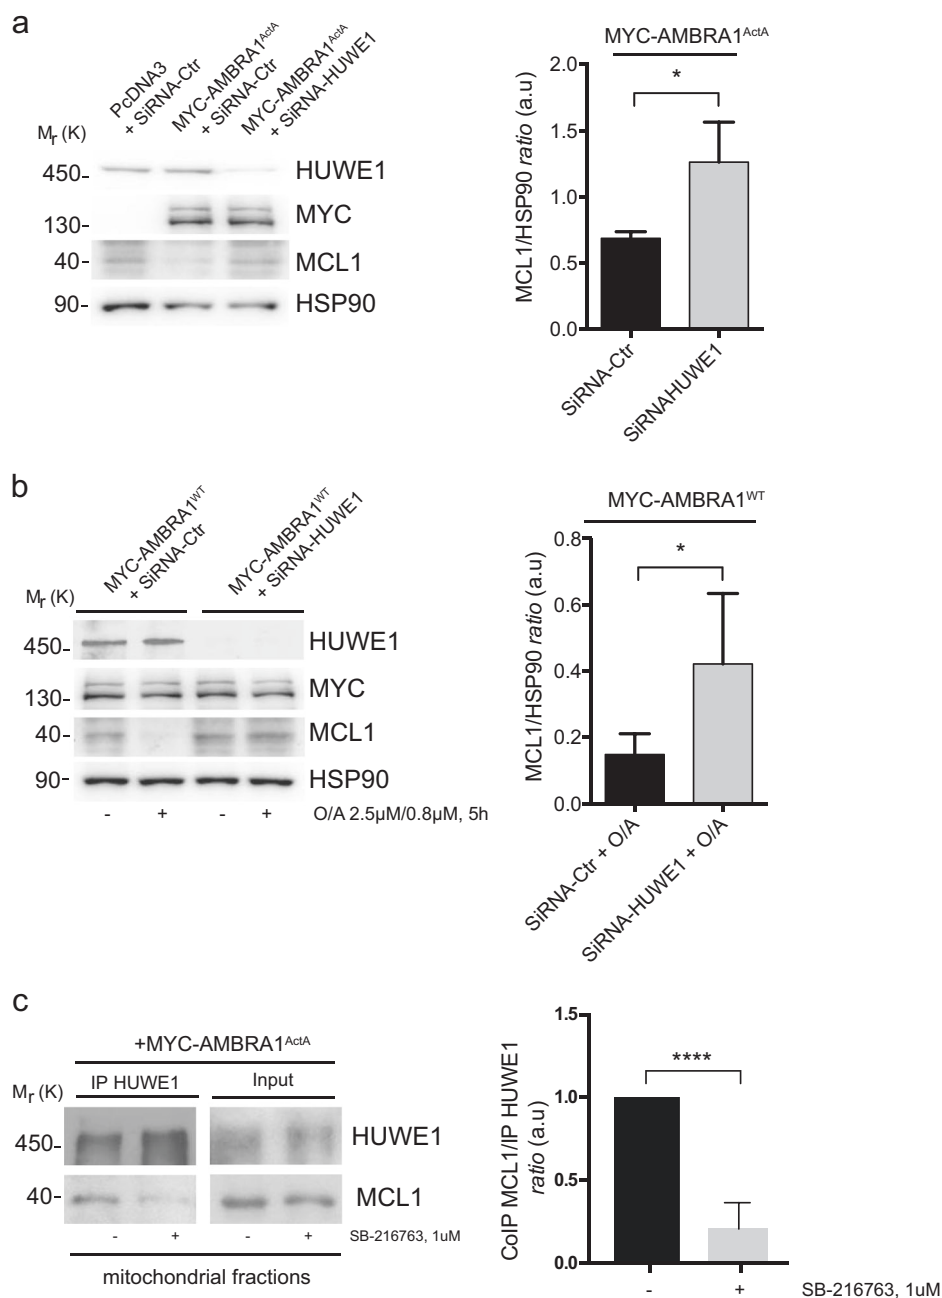 a
PcDNA3
+ SiRNA-Ctr
MYC-AMBRA1ActA
+ SiRNA-Ctr
MYC-AMBRA1ActA
+ SiRNA-HUWE1
Mr (K)
450-
HUWE1
130-
MYC
40-
MCL1
90-
HSP90
MYC-AMBRA1ActA
MCL1/HSP90 ratio (a.u)
2.0
*
1.5
1.0
0.5
0.0
SiRNA-Ctr
SiRNAHUWE1
b
MYC-AMBRA1WT
+ SiRNA-Ctr
MYC-AMBRA1WT
+ SiRNA-HUWE1
Mr (K)
450-
HUWE1
130-
MYC
40-
MCL1
90-
HSP90
- + - + O/A 2.5µM/0.8µM, 5h
MYC-AMBRA1WT
MCL1/HSP90 ratio (a.u)
0.8
*
0.6
0.4
0.2
0.0
SiRNA-Ctr + O/A
SiRNA-HUWE1 + O/A
c
+MYC-AMBRA1ActA
Mr (K)
IP HUWE1
Input
450-
HUWE1
40-
MCL1
- + - + SB-216763, 1uM
mitochondrial fractions
CoIP MCL1/IP HUWE1
ratio (a.u)
1.5
****
1.0
0.5
0.0
- + SB-216763, 1uM